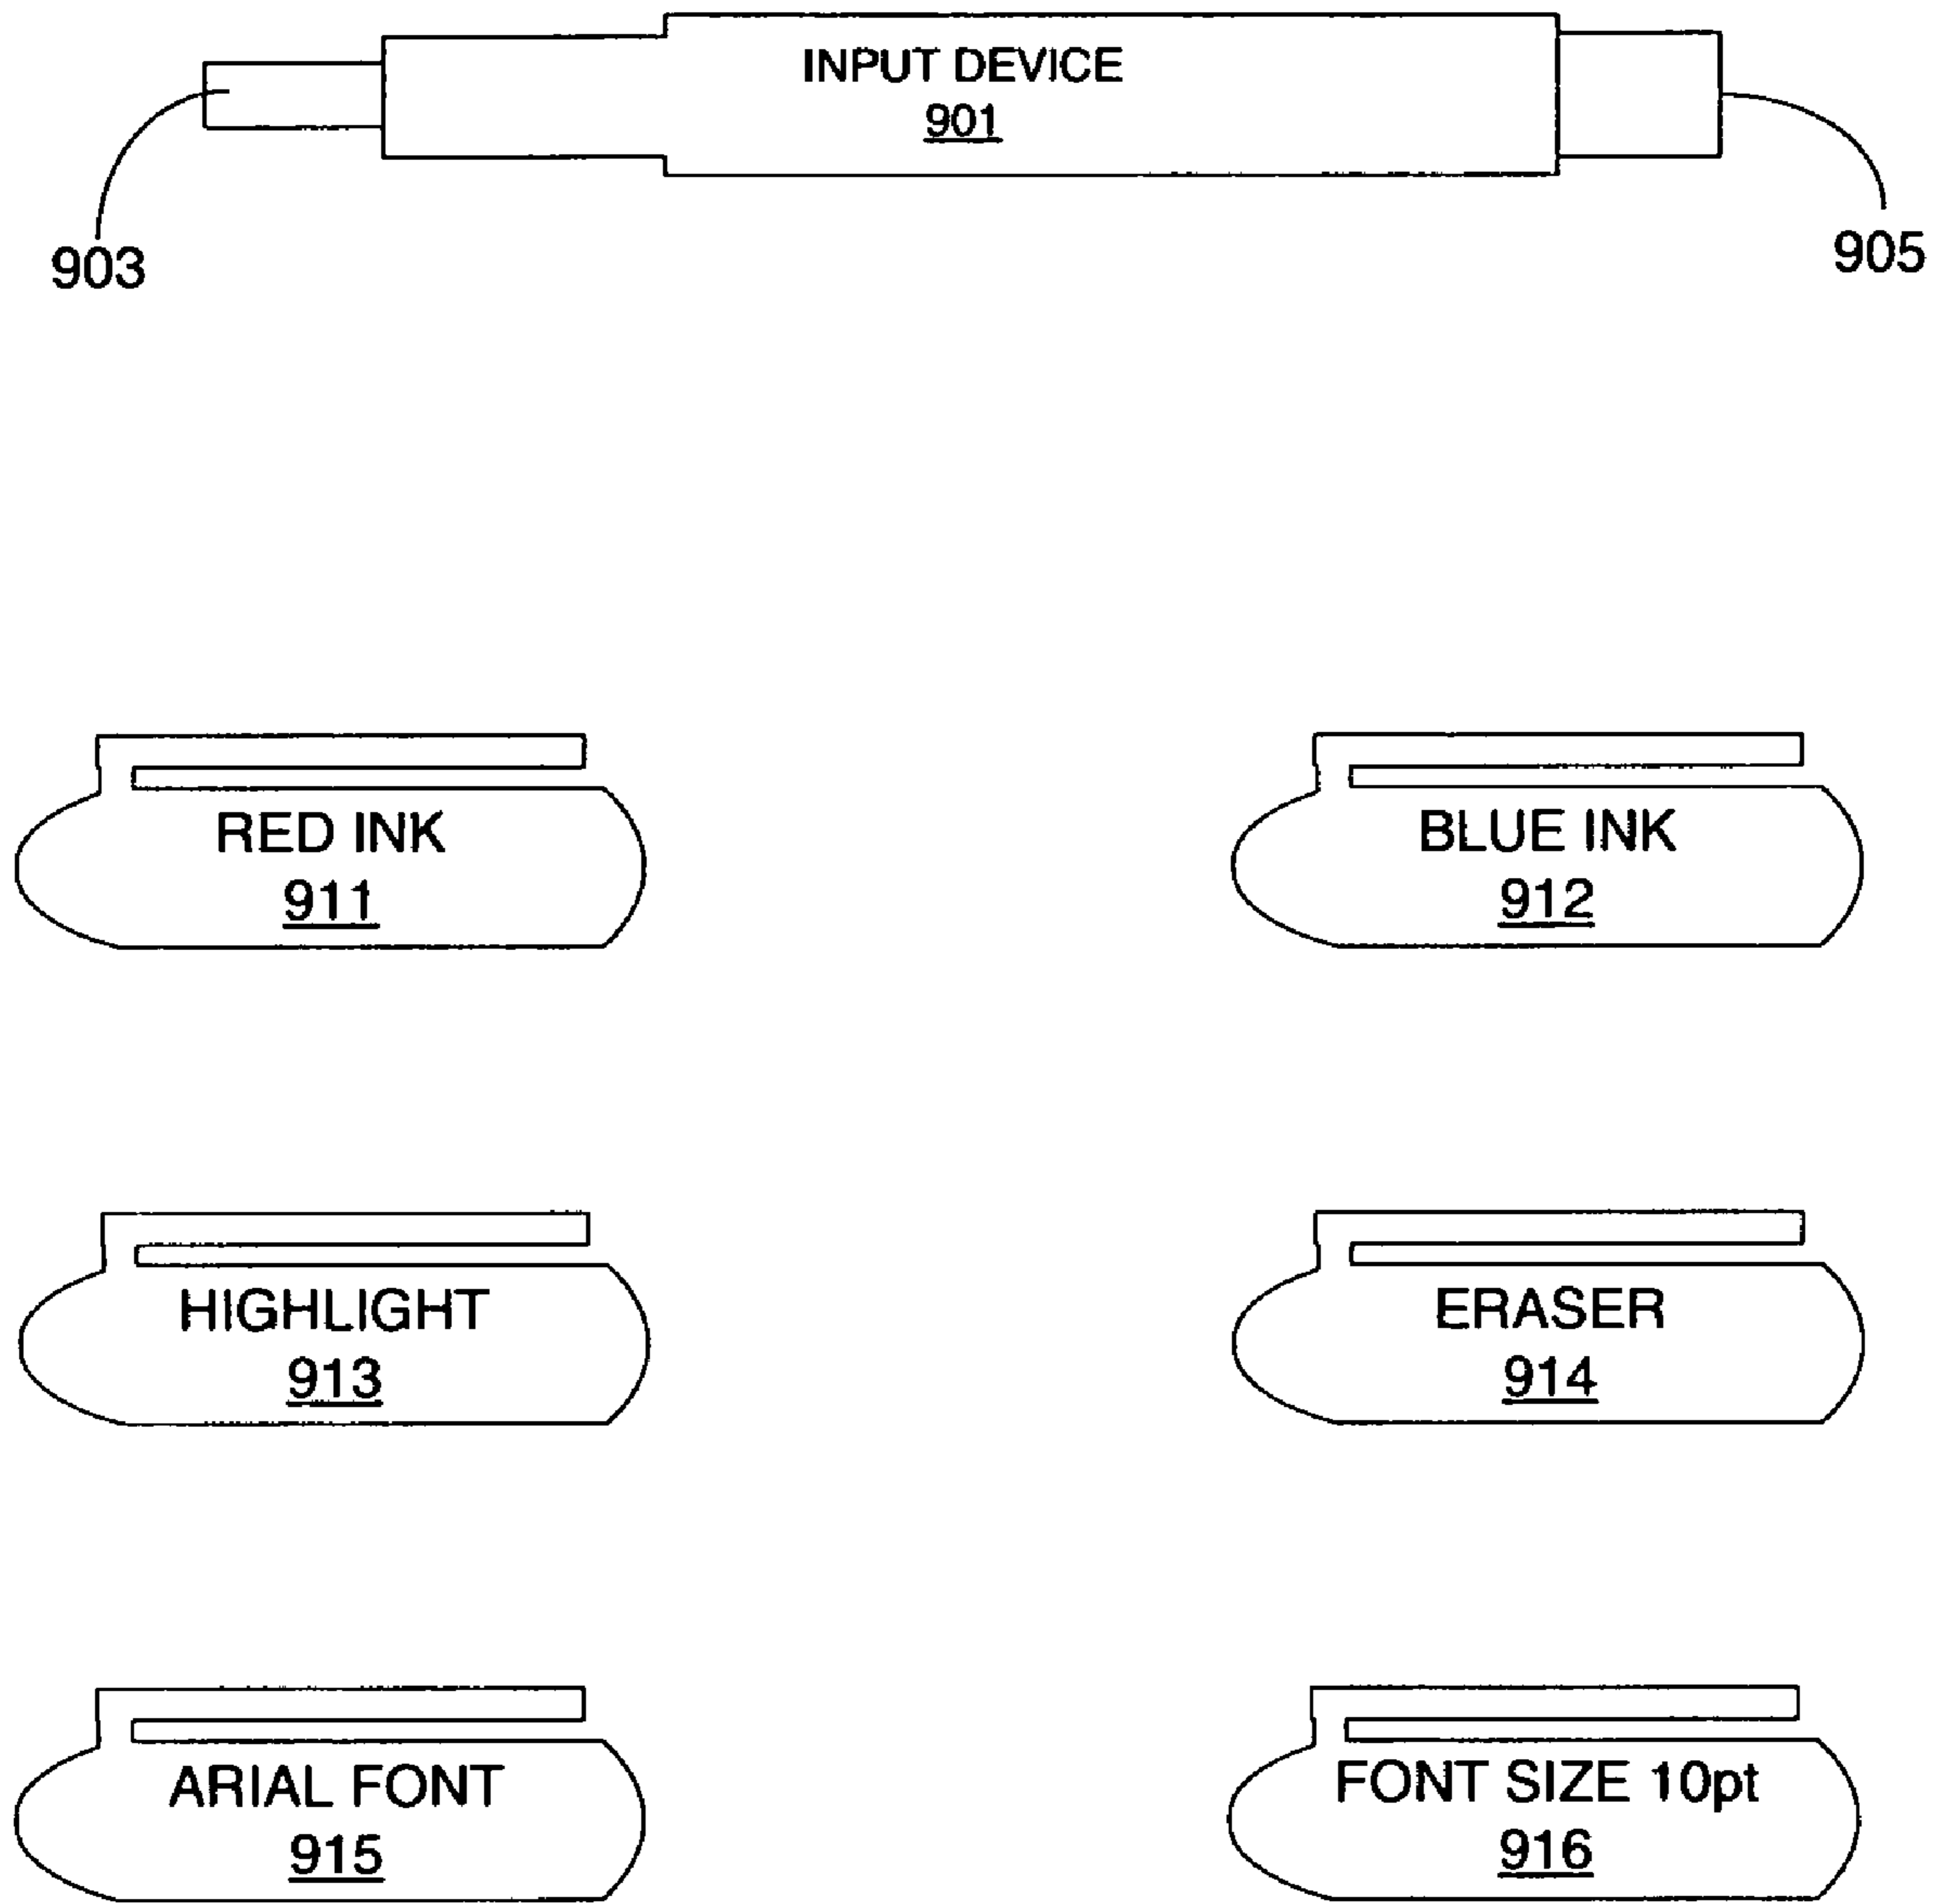 INPUT DEVICE
901
903
905
RED INK
911
BLUE INK
912
HIGHLIGHT
913
ERASER
914
ARIAL FONT
915
FONT SIZE 10pt
916